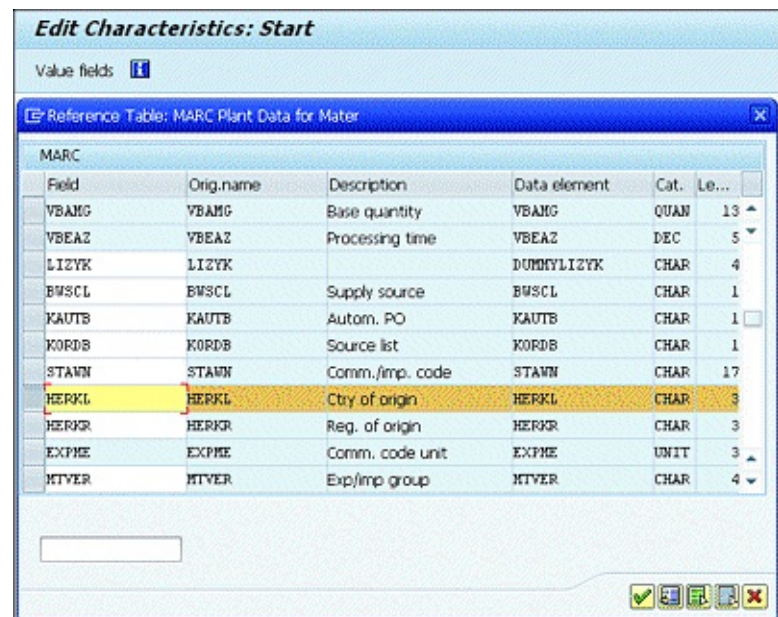 Edit Characteristics: Start
Value fields
Reference Table: MARC Plant Data for Mater
MARC
Field Orig.name Description Data element Cat. Le...
VBAMG VBAMG Base quantity VBAMG QUAN 13
VBEAZ VBEAZ Processing time VBEAZ DEC 5
LIZYK LIZYK DUMMYLIZYK CHAR 4
BWSCL BWSCL Supply source BWSCL CHAR 1
KAUTB KAUTB Autom. PO KAUTB CHAR 1
KORDB KORDB Source list KORDB CHAR 1
STAWN STAWN Comm./imp. code STAWN CHAR 17
HERKL HERKL Ctry of origin HERKL CHAR 3
HERKR HERKR Reg. of origin HERKR CHAR 3
EXPME EXPME Comm. code unit EXPME UNIT 3
MTVER MTVER Exp/imp group MTVER CHAR 4